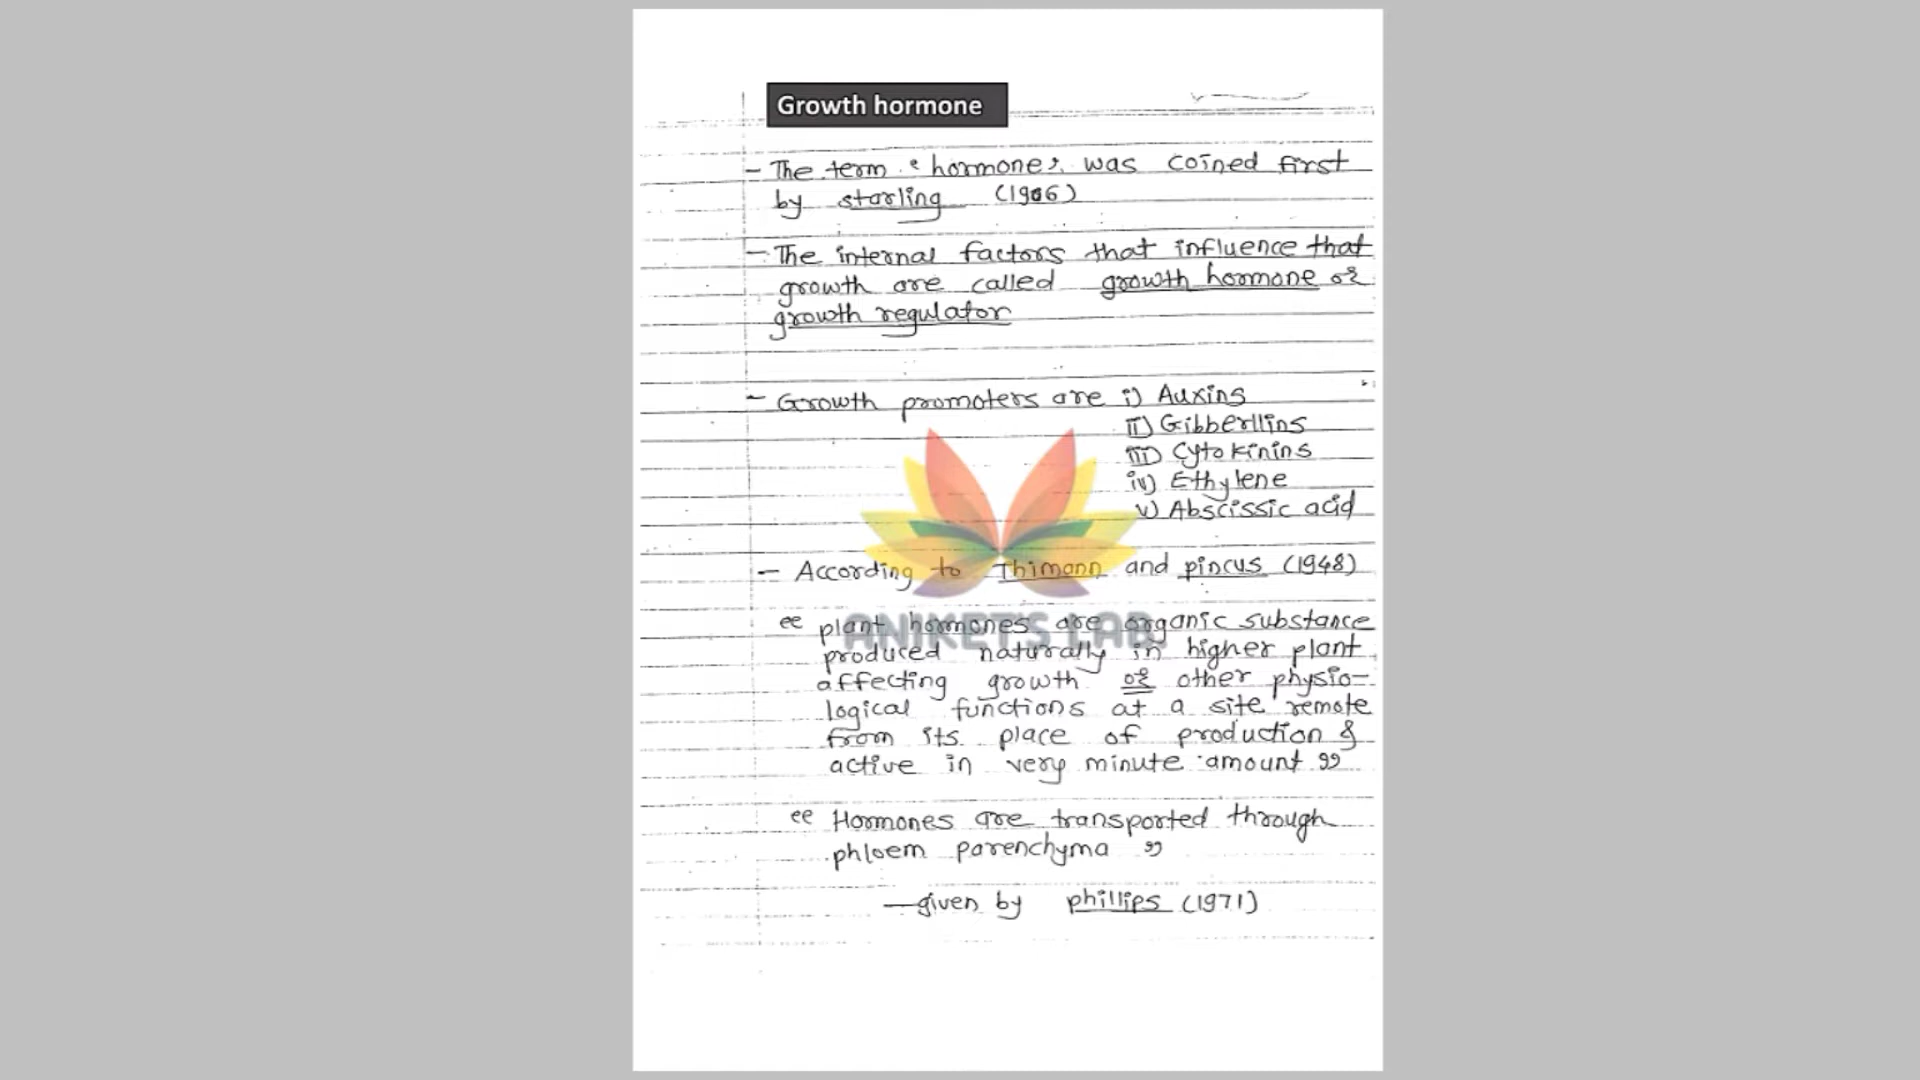 Growth hormone
- The term 'hormone' was coined first
by starling (1906)
- The internal factors that influence that
growth are called growth hormone or
growth regulator
- Growth promoters are i) Auxins
ii) Gibberllins
iii) Cytokinins
iv) Ethylene
v) Abscissic acid
- According to Thimann and pincus (1948)
"plant hormones are organic substance
produced naturally in higher plant
affecting growth or other physio-
logical functions at a site remote
from its place of production &
active in very minute amount"
ANIKET'S LAB
"Hormones are transported through
phloem parenchyma"
—given by phillips (1971)